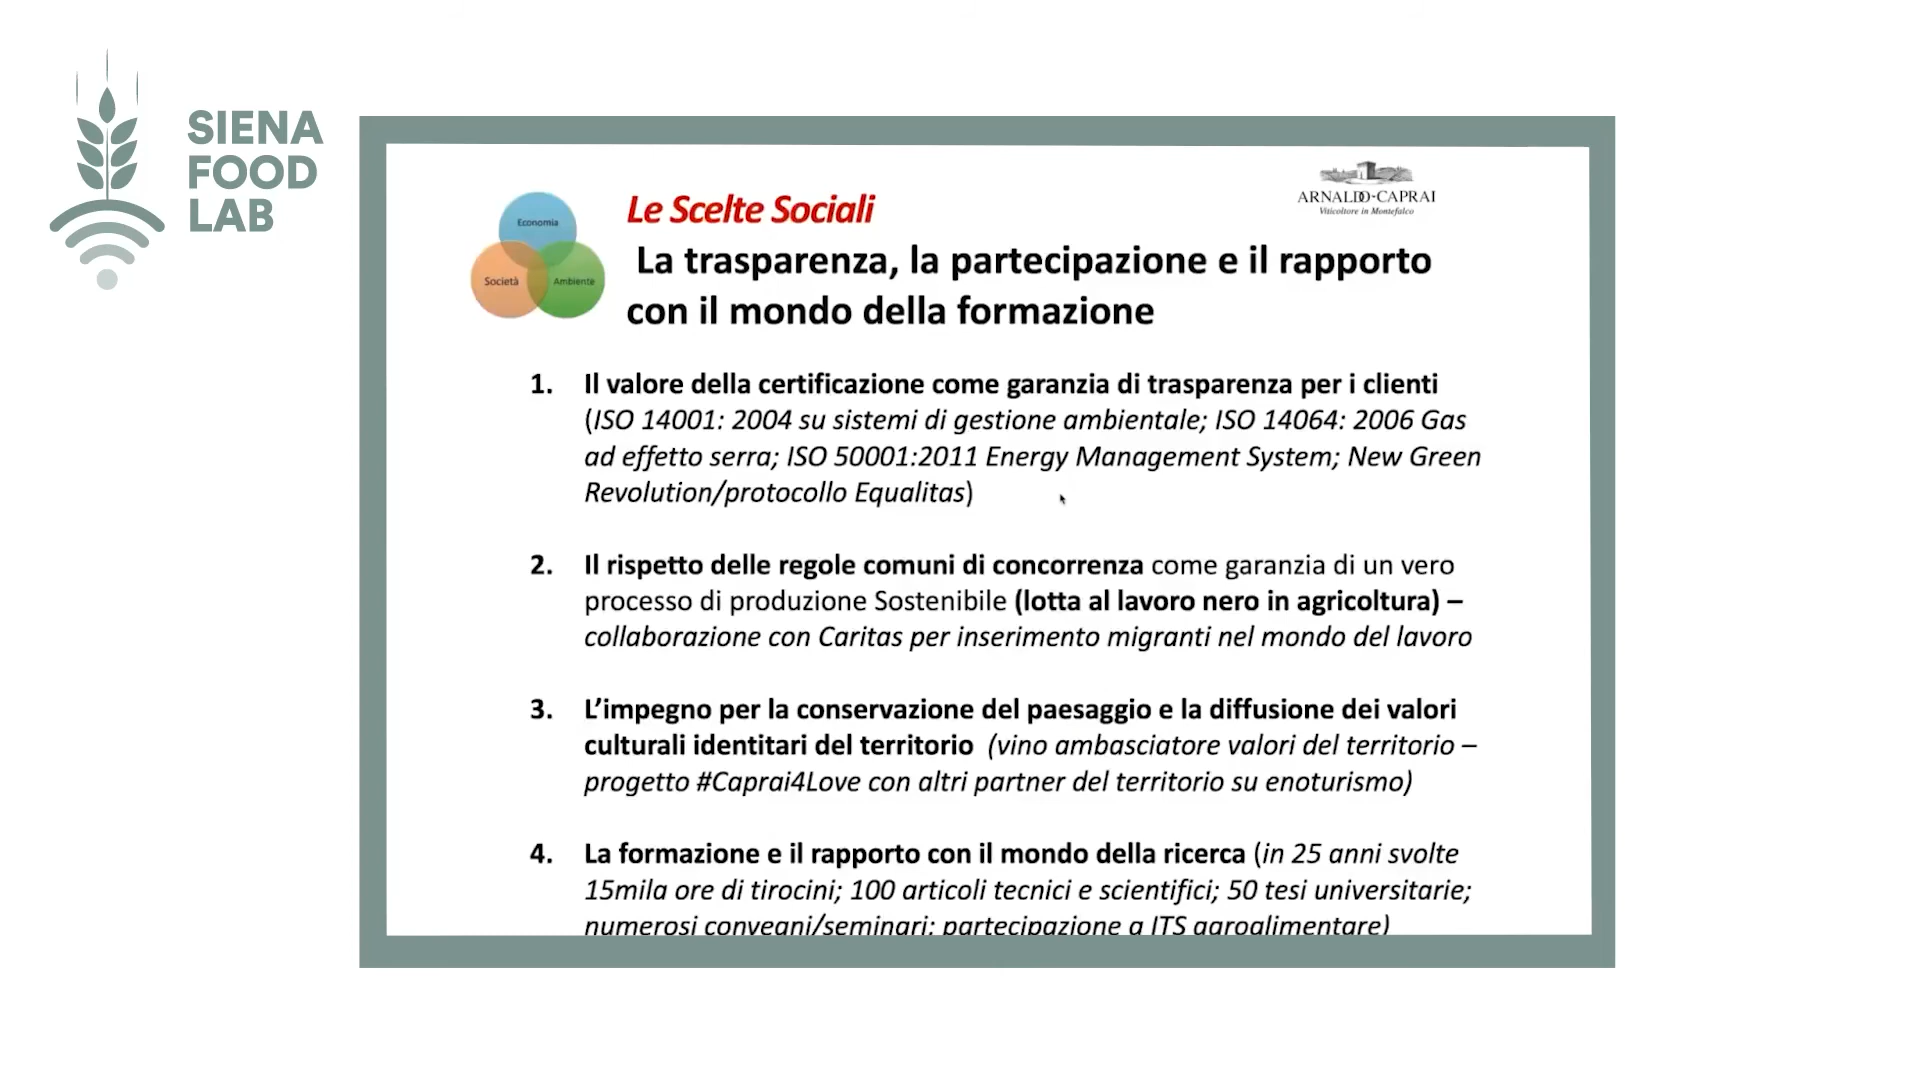 SIENA
FOOD
LAB
Economia
Società
Ambiente
Le Scelte Sociali
ARNALDO-CAPRAI
Viticoltore in Montefalco
La trasparenza, la partecipazione e il rapporto
con il mondo della formazione
1. Il valore della certificazione come garanzia di trasparenza per i clienti
(ISO 14001: 2004 su sistemi di gestione ambientale; ISO 14064: 2006 Gas
ad effetto serra; ISO 50001:2011 Energy Management System; New Green
Revolution/protocollo Equalitas)
2. Il rispetto delle regole comuni di concorrenza come garanzia di un vero
processo di produzione Sostenibile (lotta al lavoro nero in agricoltura) –
collaborazione con Caritas per inserimento migranti nel mondo del lavoro
3. L’impegno per la conservazione del paesaggio e la diffusione dei valori
culturali identitari del territorio (vino ambasciatore valori del territorio –
progetto #Caprai4Love con altri partner del territorio su enoturismo)
4. La formazione e il rapporto con il mondo della ricerca (in 25 anni svolte
15mila ore di tirocini; 100 articoli tecnici e scientifici; 50 tesi universitarie;
numerosi convegni/seminari; partecipazione a ITS agroalimentare)